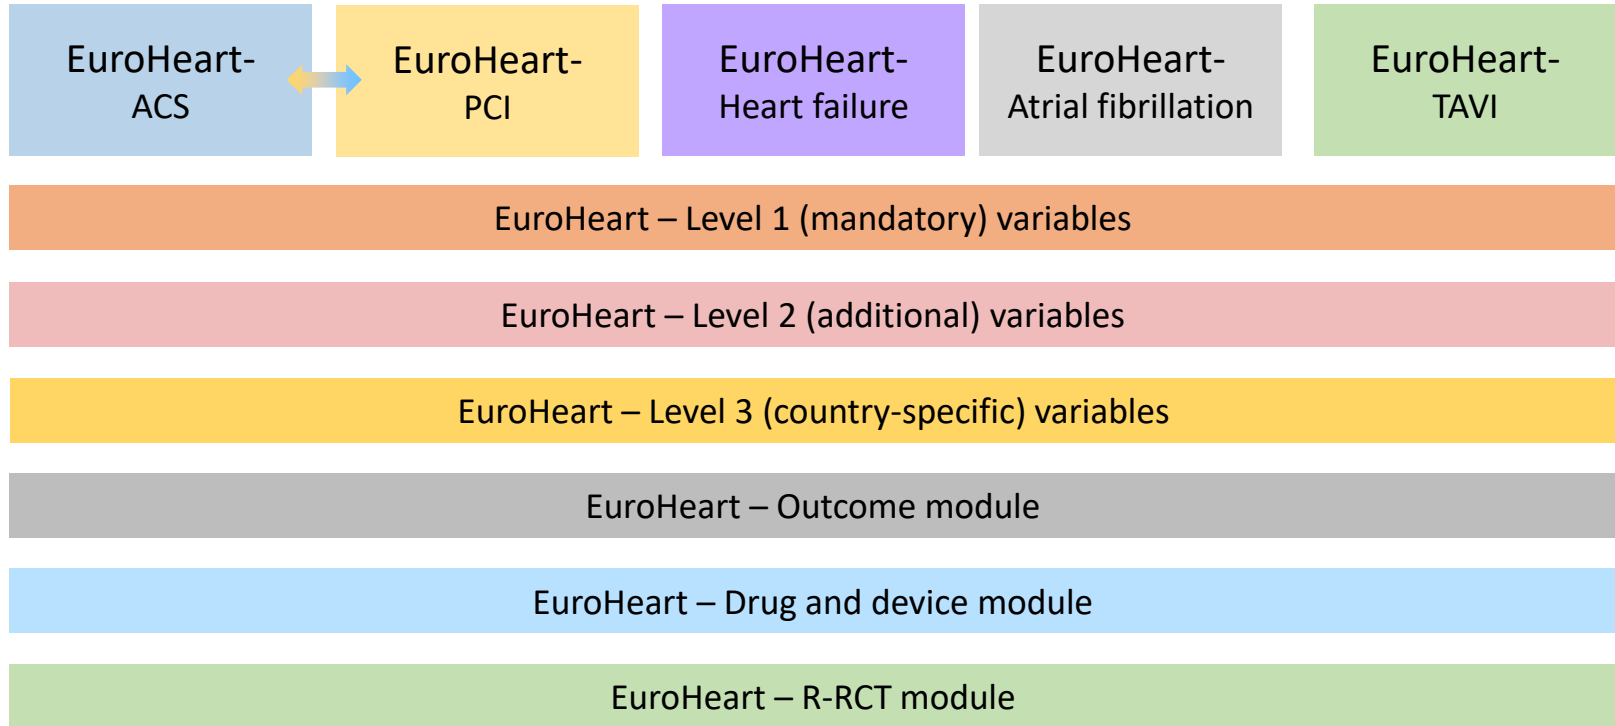 EuroHeart-
ACS
EuroHeart-
PCI
EuroHeart-
Heart failure
EuroHeart-
Atrial fibrillation
EuroHeart-
TAVI
EuroHeart – Level 1 (mandatory) variables
EuroHeart – Level 2 (additional) variables
EuroHeart – Level 3 (country-specific) variables
EuroHeart – Outcome module
EuroHeart – Drug and device module
EuroHeart – R-RCT module